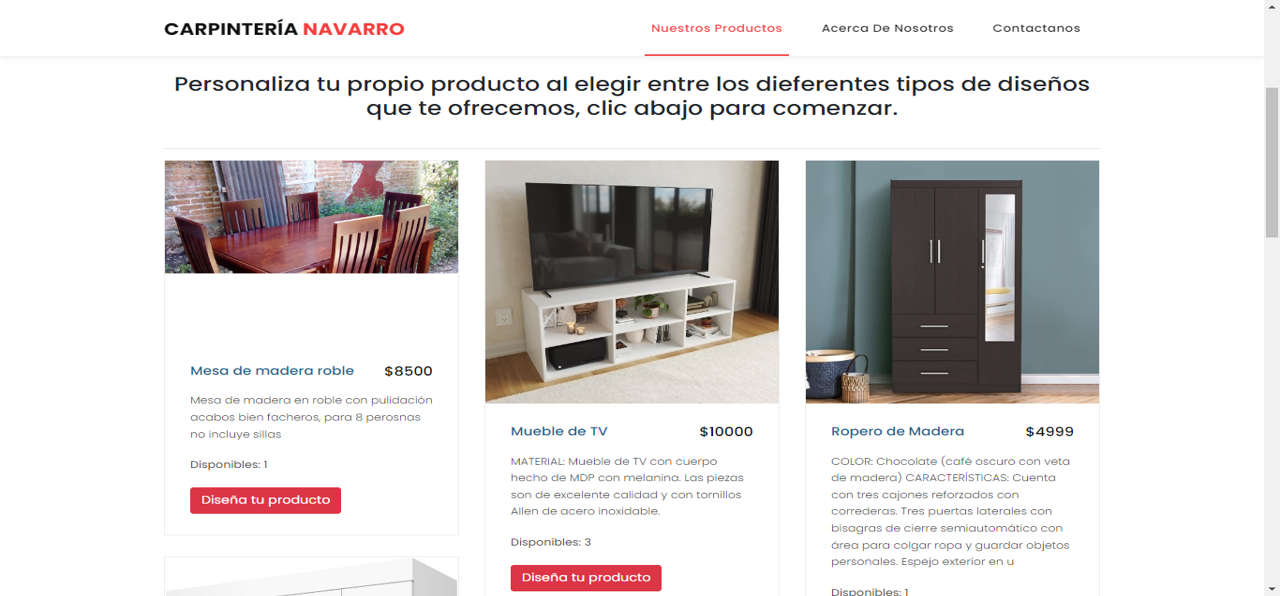 CARPINTERÍA NAVARRO
Nuestros Productos
Acerca De Nosotros
Contactanos
Personaliza tu propio producto al elegir entre los dieferentes tipos de diseños
que te ofrecemos, clic abajo para comenzar.
Mesa de madera roble
$8500
Mesa de madera en roble con pulidación
acabos bien facheros, para 8 perosnas
no incluye sillas
Disponibles: 1
Diseña tu producto
Mueble de TV
$10000
MATERIAL: Mueble de TV con cuerpo
hecho de MDP con melanina. Las piezas
son de excelente calidad y con tornillos
Allen de acero inoxidable.
Disponibles: 3
Diseña tu producto
Ropero de Madera
$4999
COLOR: Chocolate (café oscuro con veta
de madera) CARACTERÍSTICAS: Cuenta
con tres cajones reforzados con
correderas. Tres puertas laterales con
bisagras de cierre semiautomático con
área para colgar ropa y guardar objetos
personales. Espejo exterior en u
Disponibles: 1